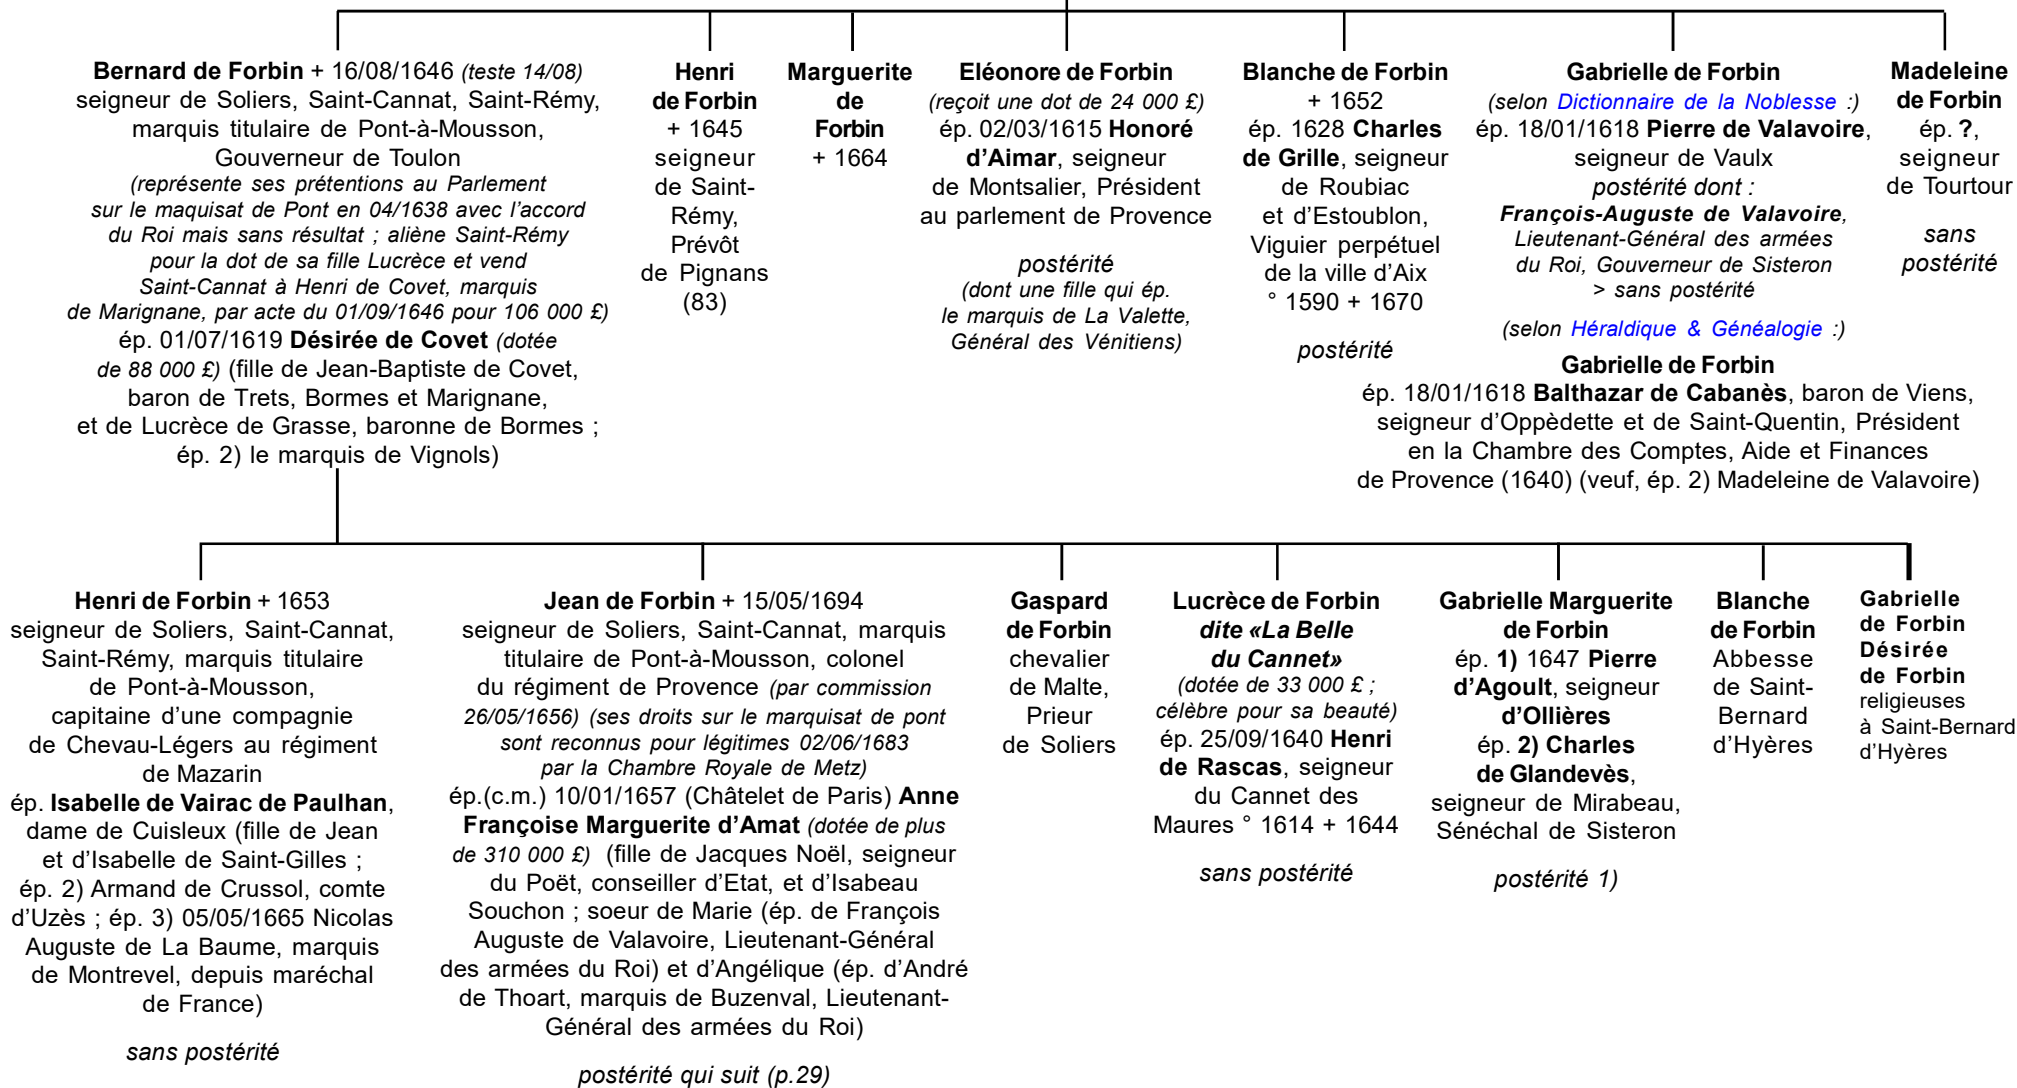 Bernard de Forbin + 16/08/1646 (teste 14/08)
seigneur de Soliers, Saint-Cannat, Saint-Rémy,
marquis titulaire de Pont-à-Mousson,
Gouverneur de Toulon
(représente ses prétentions au Parlement
sur le maquisat de Pont en 04/1638 avec l'accord
du Roi mais sans résultat ; aliène Saint-Rémy
pour la dot de sa fille Lucrèce et vend
Saint-Cannat à Henri de Covet, marquis
de Marignane, par acte du 01/09/1646 pour 106 000 £)
ép. 01/07/1619 Désirée de Covet (dotée
de 88 000 £) (fille de Jean-Baptiste de Covet,
baron de Trets, Bormes et Marignane,
et de Lucrèce de Grasse, baronne de Bormes ;
ép. 2) le marquis de Vignols)
Henri
de Forbin
+ 1645
seigneur
de Saint-
Rémy,
Prévôt
de Pignans
(83)
Marguerite
de
Forbin
+ 1664
Eléonore de Forbin
(reçoit une dot de 24 000 £)
ép. 02/03/1615 Honoré
d'Aimar, seigneur
de Montsalier, Président
au parlement de Provence
postérité
(dont une fille qui ép.
le marquis de La Valette,
Général des Vénitiens)
Blanche de Forbin
+ 1652
ép. 1628 Charles
de Grille, seigneur
de Roubiac
et d'Estoublon,
Viguier perpétuel
de la ville d'Aix
° 1590 + 1670
postérité
Gabrielle de Forbin
(selon Dictionnaire de la Noblesse :)
ép. 18/01/1618 Pierre de Valavoire,
seigneur de Vaulx
postérité dont :
François-Auguste de Valavoire,
Lieutenant-Général des armées
du Roi, Gouverneur de Sisteron
> sans postérité
(selon Héraldique & Généalogie :)
Gabrielle de Forbin
ép. 18/01/1618 Balthazar de Cabanès, baron de Viens,
seigneur d'Oppèdette et de Saint-Quentin, Président
en la Chambre des Comptes, Aide et Finances
de Provence (1640) (veuf, ép. 2) Madeleine de Valavoire)
Madeleine
de Forbin
ép. ?,
seigneur
de Tourtour
sans
postérité
Henri de Forbin + 1653
seigneur de Soliers, Saint-Cannat,
Saint-Rémy, marquis titulaire
de Pont-à-Mousson,
capitaine d'une compagnie
de Chevau-Légers au régiment
de Mazarin
ép. Isabelle de Vairac de Paulhan,
dame de Cuisleux (fille de Jean
et d'Isabelle de Saint-Gilles ;
ép. 2) Armand de Crussol, comte
d'Uzès ; ép. 3) 05/05/1665 Nicolas
Auguste de La Baume, marquis
de Montrevel, depuis maréchal
de France)
sans postérité
Jean de Forbin + 15/05/1694
seigneur de Soliers, Saint-Cannat, marquis
titulaire de Pont-à-Mousson, colonel
du régiment de Provence (par commission
26/05/1656) (ses droits sur le marquisat de pont
sont reconnus pour légitimes 02/06/1683
par la Chambre Royale de Metz)
ép.(c.m.) 10/01/1657 (Châtelet de Paris) Anne
Françoise Marguerite d'Amat (dotée de plus
de 310 000 £) (fille de Jacques Noël, seigneur
du Poët, conseiller d'Etat, et d'Isabeau
Souchon ; soeur de Marie (ép. de François
Auguste de Valavoire, Lieutenant-Général
des armées du Roi) et d'Angélique (ép. d'André
de Thoart, marquis de Buzenval, Lieutenant-
Général des armées du Roi)
postérité qui suit (p.29)
Gaspard
de Forbin
chevalier
de Malte,
Prieur
de Soliers
Lucrèce de Forbin
dite «La Belle
du Cannet»
(dotée de 33 000 £ ;
célèbre pour sa beauté)
ép. 25/09/1640 Henri
de Rascas, seigneur
du Cannet des
Maures ° 1614 + 1644
sans postérité
Gabrielle Marguerite
de Forbin
ép. 1) 1647 Pierre
d'Agoult, seigneur
d'Ollières
ép. 2) Charles
de Glandevès,
seigneur de Mirabeau,
Sénéchal de Sisteron
postérité 1)
Blanche
de Forbin
Abbesse
de Saint-
Bernard
d'Hyères
Gabrielle
de Forbin
Désirée
de Forbin
religieuses
à Saint-Bernard
d'Hyères